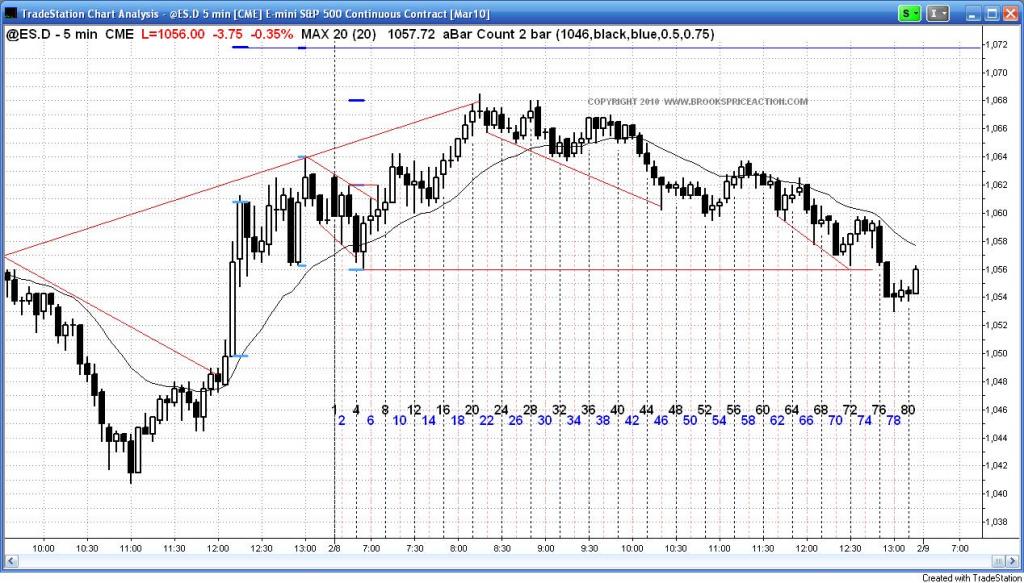 TradeStation Chart Analysis - @ES.D 5 min [CME] E-mini S&P 500 Continuous Contract [Mar10]
S
I
@ES.D - 5 min CME L=1056.00 -3.75 -0.35% MAX 20 (20) 1057.72 aBar Count 2 bar (1046,black,blue,0.5,0.75)
1,072
1,070
COPYRIGHT 2010 WWW.BROOKSPRICEACTION.COM
1,068
1,066
1,064
1,062
1,060
1,058
1,056
1,054
1,052
1,050
1,048
1 4 8 12 16 20 24 28 32 36 40 44 48 52 56 60 64 68 72 76 80
1,046
2 6 10 14 18 22 26 30 34 38 42 46 50 54 58 62 66 70 74 78
1,044
1,042
1,040
1,038
10:00 10:30 11:00 11:30 12:00 12:30 13:00 2/8 7:00 7:30 8:00 8:30 9:00 9:30 10:00 10:30 11:00 11:30 12:00 12:30 13:00 2/9 7:00
Created with TradeStation